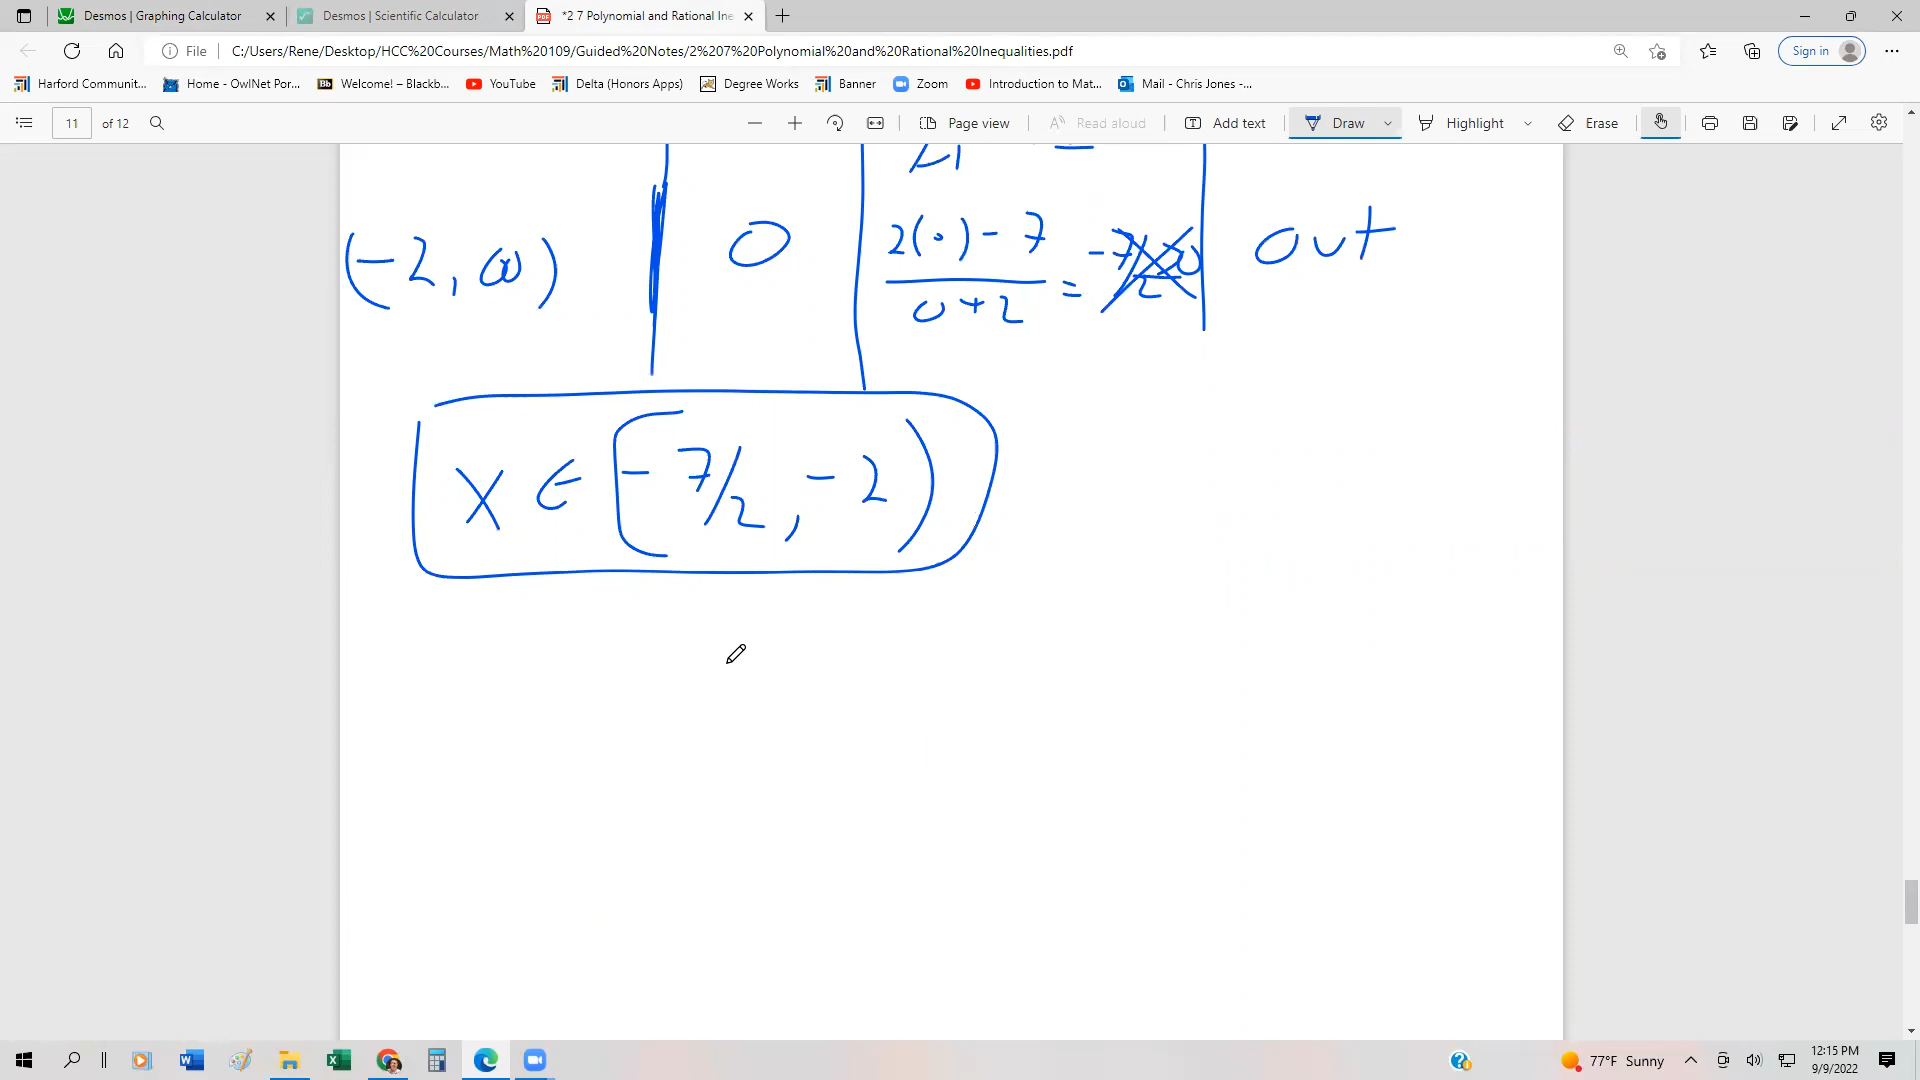 Desmos | Graphing Calculator
Desmos | Scientific Calculator
*2 7 Polynomial and Rational Ine
File
C:/Users/Rene/Desktop/HCC%20Courses/Math%20109/Guided%20Notes/2%207%20Polynomial%20and%20Rational%20Inequalities.pdf
Sign in
Harford Communit...
Home - OwlNet Por...
Bb Welcome! – Blackb...
YouTube
Delta (Honors Apps)
Degree Works
Banner
Zoom
Introduction to Mat...
Mail - Chris Jones -...
11 of 12
Page view
Read aloud
Add text
Draw
Highlight
Erase
(-2, ∞)
0
2(0) - 7
0 + 2
= -7/2
out
X ∈ [-7/2, -2)
77°F Sunny
12:15 PM
9/9/2022